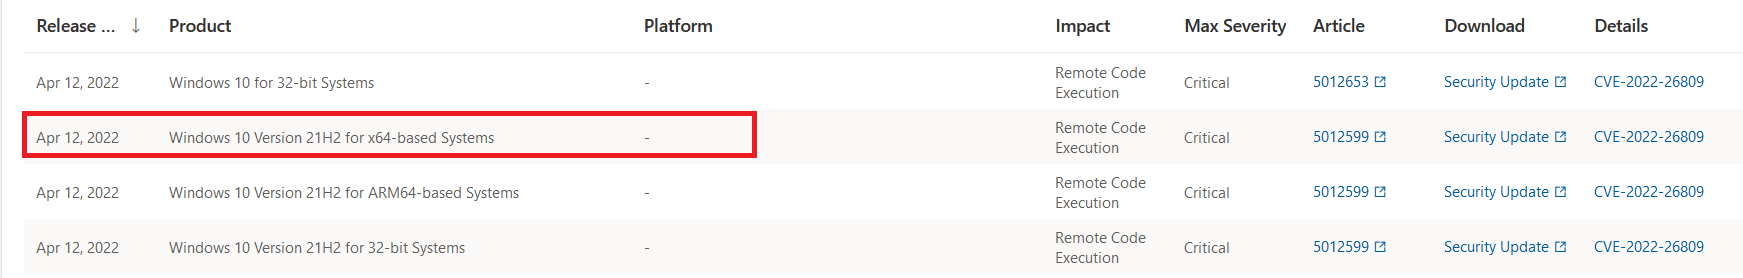 Release ... ↓ Product Platform Impact Max Severity Article Download Details
Apr 12, 2022 Windows 10 for 32-bit Systems - Remote Code Execution Critical 5012653 Security Update CVE-2022-26809
Apr 12, 2022 Windows 10 Version 21H2 for x64-based Systems - Remote Code Execution Critical 5012599 Security Update CVE-2022-26809
Apr 12, 2022 Windows 10 Version 21H2 for ARM64-based Systems - Remote Code Execution Critical 5012599 Security Update CVE-2022-26809
Apr 12, 2022 Windows 10 Version 21H2 for 32-bit Systems - Remote Code Execution Critical 5012599 Security Update CVE-2022-26809